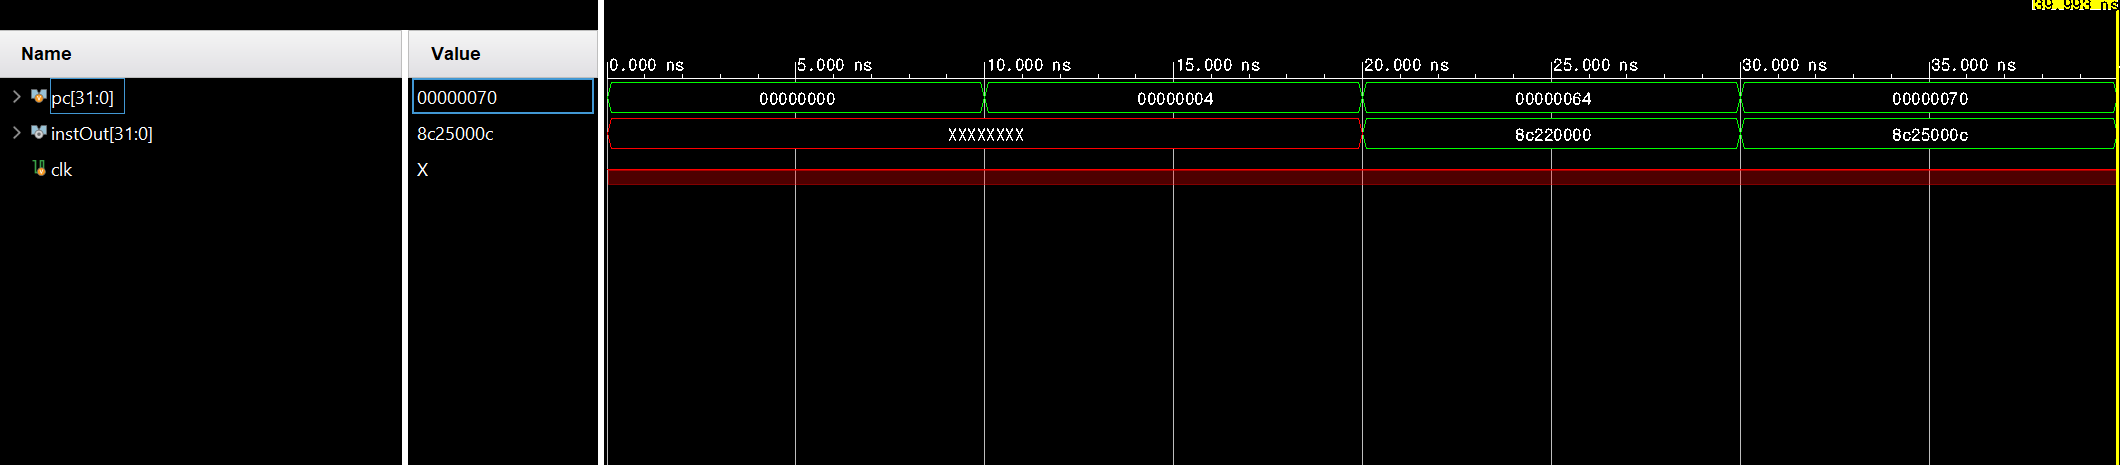 39.993 ns
Name Value
0.000 ns 5.000 ns 10.000 ns 15.000 ns 20.000 ns 25.000 ns 30.000 ns 35.000 ns
pc[31:0] 00000070 00000000 00000004 00000064 00000070
instOut[31:0] 8c25000c XXXXXXXX 8c220000 8c25000c
clk X